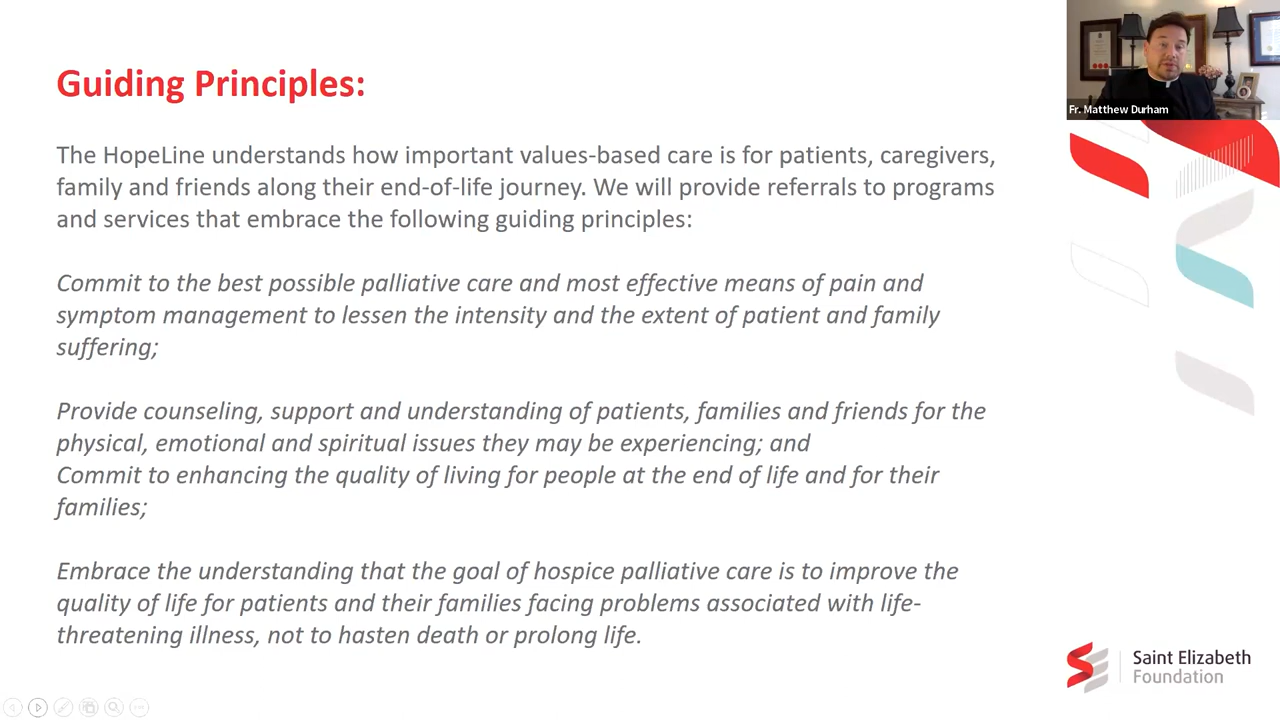 Guiding Principles:
The HopeLine understands how important values-based care is for patients, caregivers,
family and friends along their end-of-life journey. We will provide referrals to programs
and services that embrace the following guiding principles:
Commit to the best possible palliative care and most effective means of pain and
symptom management to lessen the intensity and the extent of patient and family
suffering;
Provide counseling, support and understanding of patients, families and friends for the
physical, emotional and spiritual issues they may be experiencing; and
Commit to enhancing the quality of living for people at the end of life and for their
families;
Embrace the understanding that the goal of hospice palliative care is to improve the
quality of life for patients and their families facing problems associated with life-
threatening illness, not to hasten death or prolong life.
Fr. Matthew Durham
Saint Elizabeth
Foundation